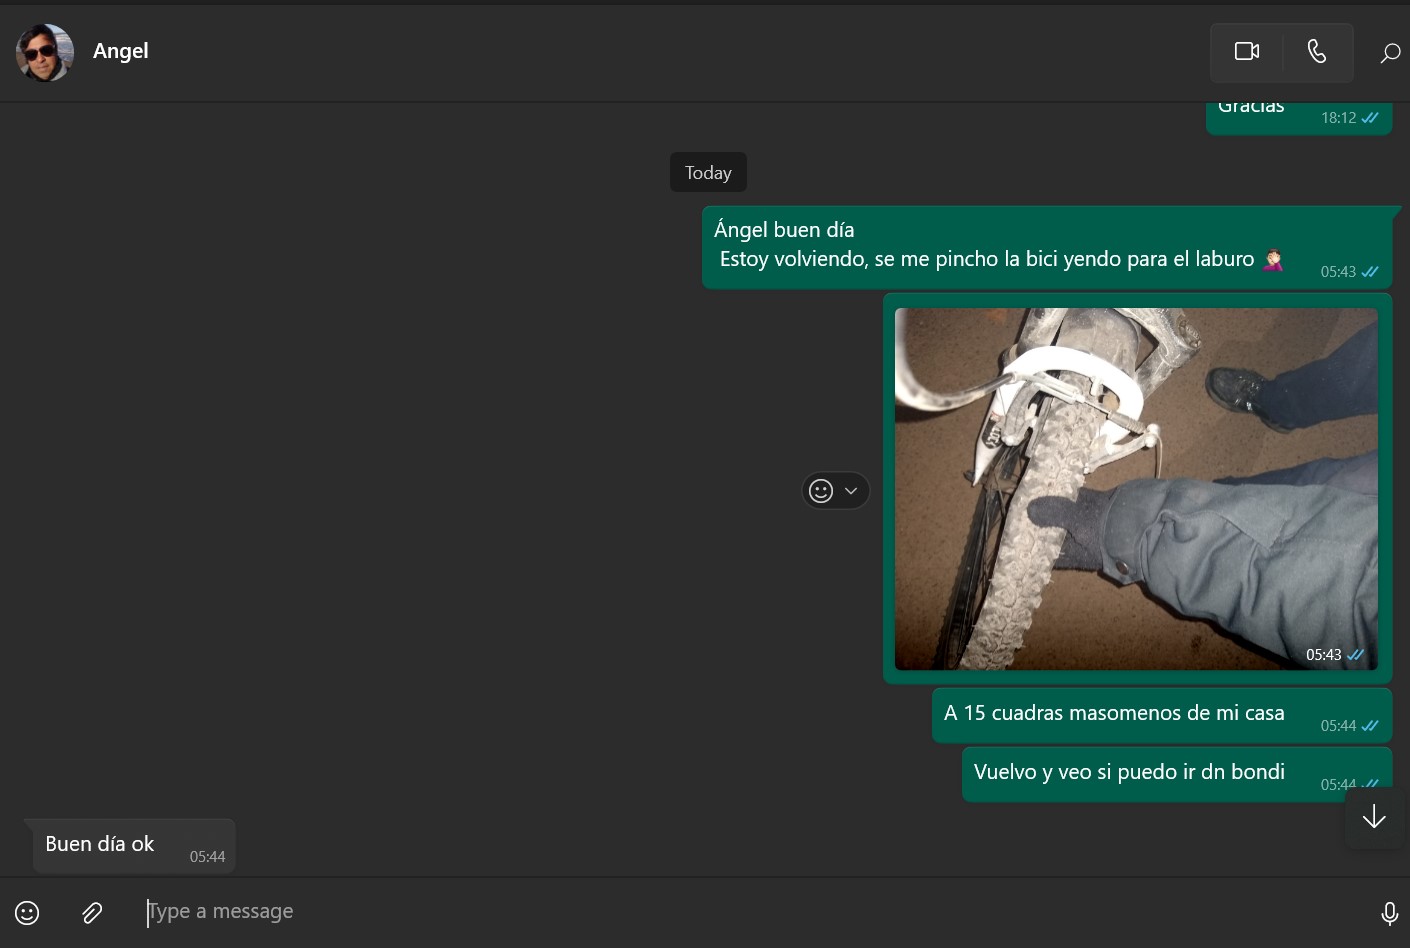 Angel
Gracias
18:12
Today
Ángel buen día
Estoy volviendo, se me pincho la bici yendo para el laburo 🤦🏻‍♀️
05:43
05:43
A 15 cuadras masomenos de mi casa
05:44
Vuelvo y veo si puedo ir dn bondi
05:44
Buen día ok
05:44
Type a message